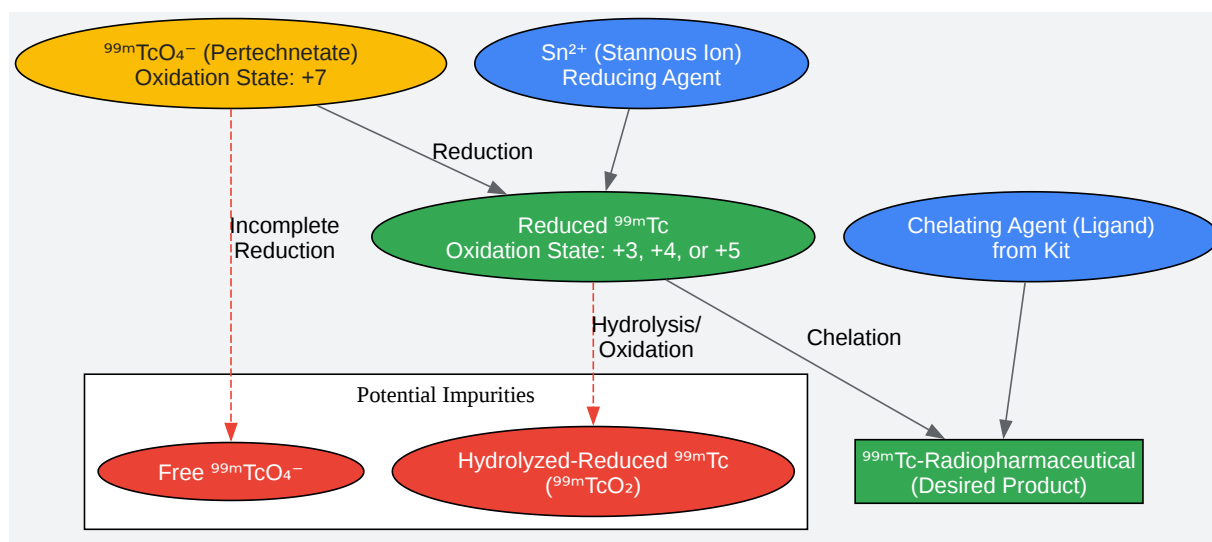 ⁹⁹ᵐTcO₄⁻ (Pertechnetate)
Oxidation State: +7
Sn²⁺ (Stannous Ion)
Reducing Agent
Reduction
Incomplete
Reduction
Reduced ⁹⁹ᵐTc
Oxidation State: +3, +4, or +5
Chelating Agent (Ligand)
from Kit
Hydrolysis/
Oxidation
Chelation
Potential Impurities
Free ⁹⁹ᵐTcO₄⁻
Hydrolyzed-Reduced ⁹⁹ᵐTc
(⁹⁹ᵐTcO₂)
⁹⁹ᵐTc-Radiopharmaceutical
(Desired Product)